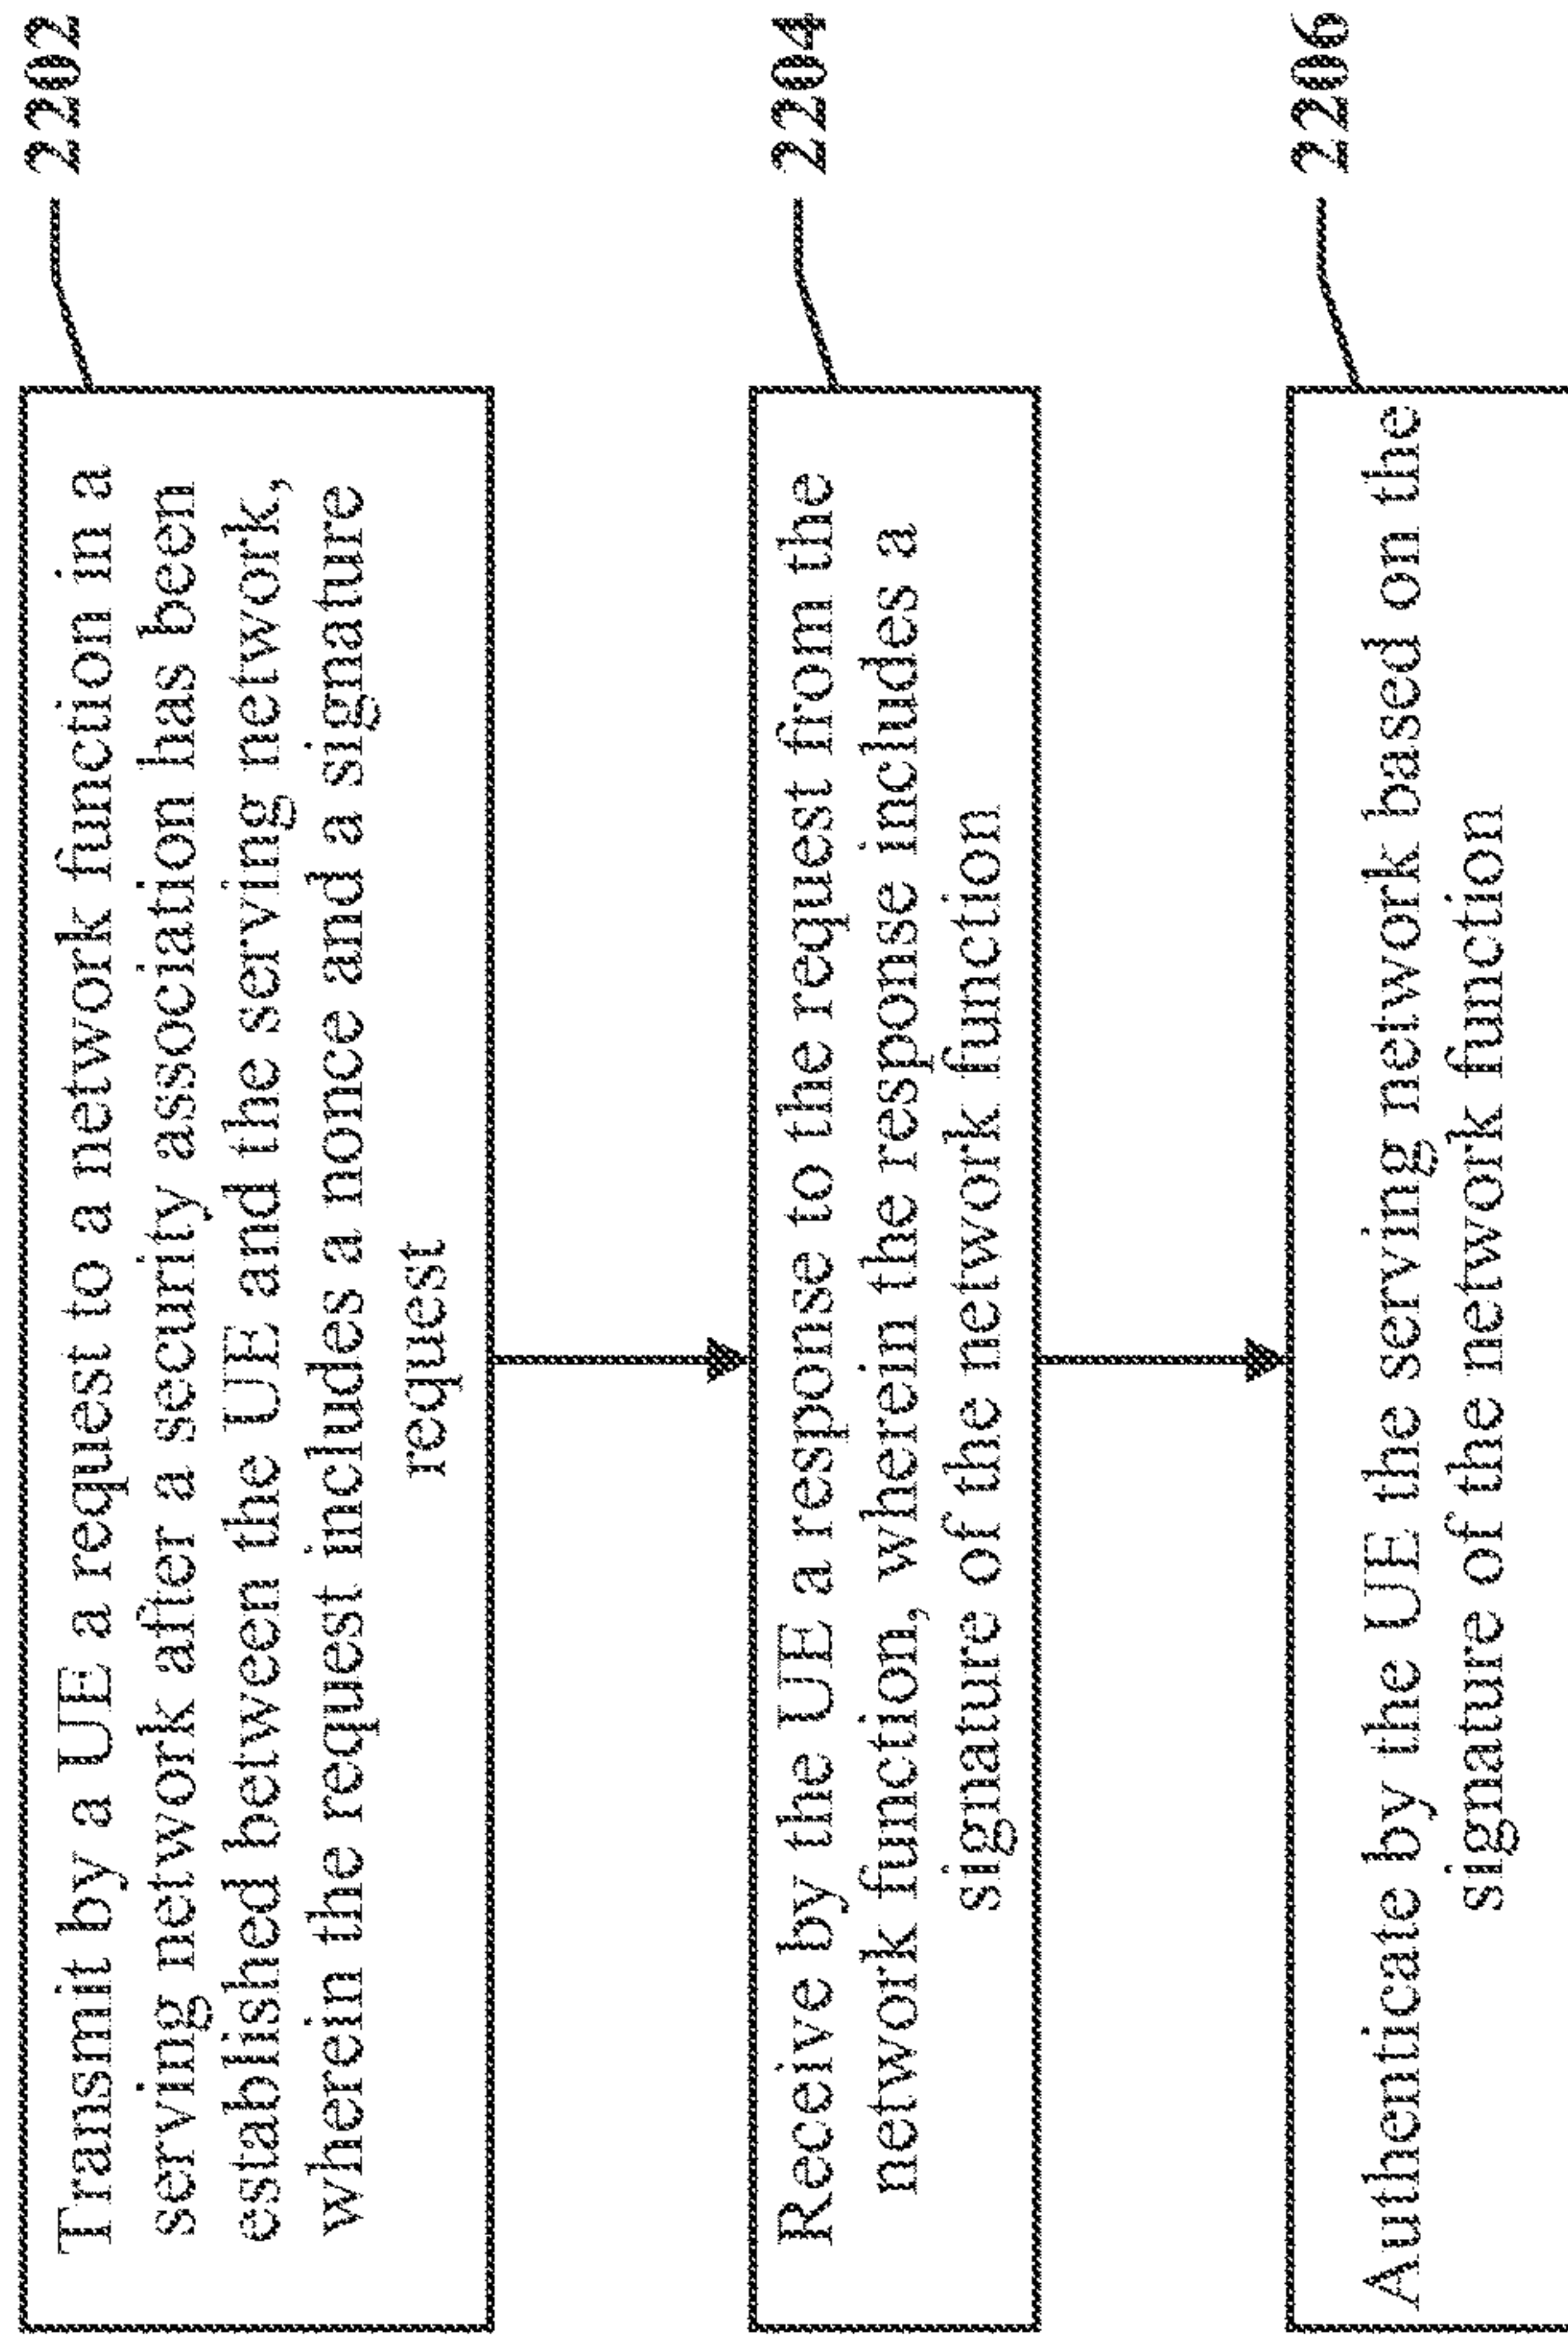 Transmit by a UE a request to a network function in a
serving network after a security association has been
established between the UE and the serving network,
wherein the request includes a nonce and a signature
request
2202
Receive by the UE a response to the request from the
network function, wherein the response includes a
signature of the network function
2204
Authenticate by the UE the serving network based on the
signature of the network function
2206